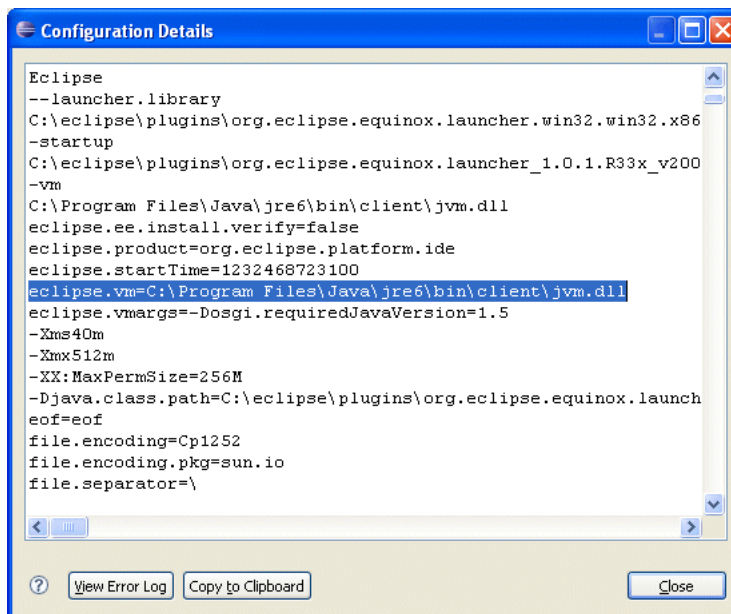 Configuration Details
Eclipse
--launcher.library
C:\eclipse\plugins\org.eclipse.equinox.launcher.win32.win32.x86
-startup
C:\eclipse\plugins\org.eclipse.equinox.launcher_1.0.1.R33x_v200
-vm
C:\Program Files\Java\jre6\bin\client\jvm.dll
eclipse.ee.install.verify=false
eclipse.product=org.eclipse.platform.ide
eclipse.startTime=1232468723100
eclipse.vm=C:\Program Files\Java\jre6\bin\client\jvm.dll
eclipse.vmargs=-Dosgi.requiredJavaVersion=1.5
-Xms40m
-Xmx512m
-XX:MaxPermSize=256M
-Djava.class.path=C:\eclipse\plugins\org.eclipse.equinox.launch
eof=eof
file.encoding=Cp1252
file.encoding.pkg=sun.io
file.separator=\
? View Error Log Copy to Clipboard Close